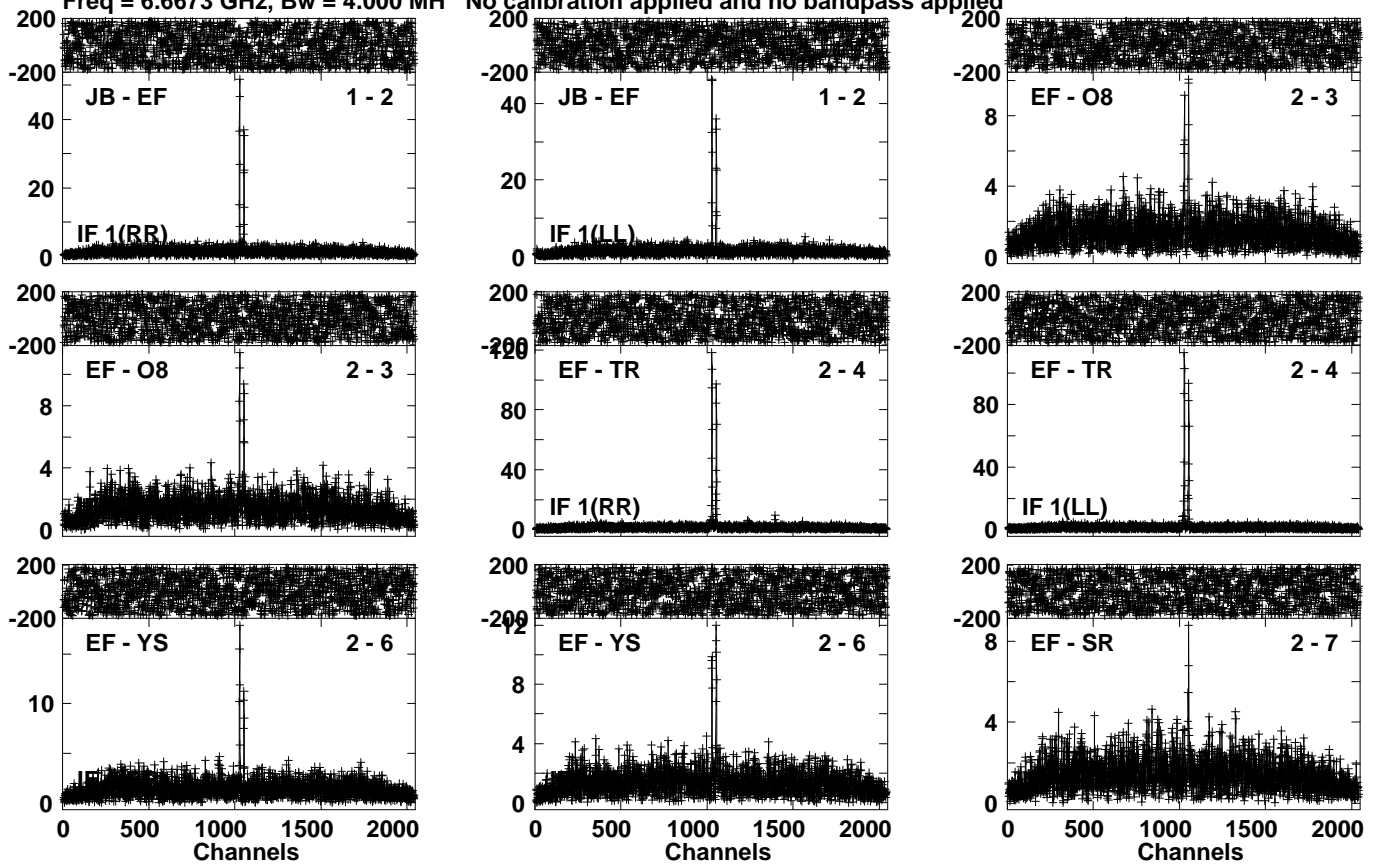 Freq = 6.6673 GHz, Bw = 4.000 MH No calibration applied and no bandpass applied
200 200 200
-200 -200 -200
JB - EF 1 - 2 JB - EF 1 - 2 EF - O8 2 - 3
40 40 8
20 20 4
IF 1(RR) IF 1(LL)
0 0 0
200 200 200
-200 -200 -200
120
EF - O8 2 - 3 EF - TR 2 - 4 EF - TR 2 - 4
8 80 80
4 40 40
IF 1(RR) IF 1(LL)
0 0 0
200 200 200
-200 -200 -200
12
EF - YS 2 - 6 EF - YS 2 - 6 EF - SR 2 - 7
10 8 8
4 4
0 0 0
0 500 1000 1500 2000 0 500 1000 1500 2000 0 500 1000 1500 2000
Channels Channels Channels